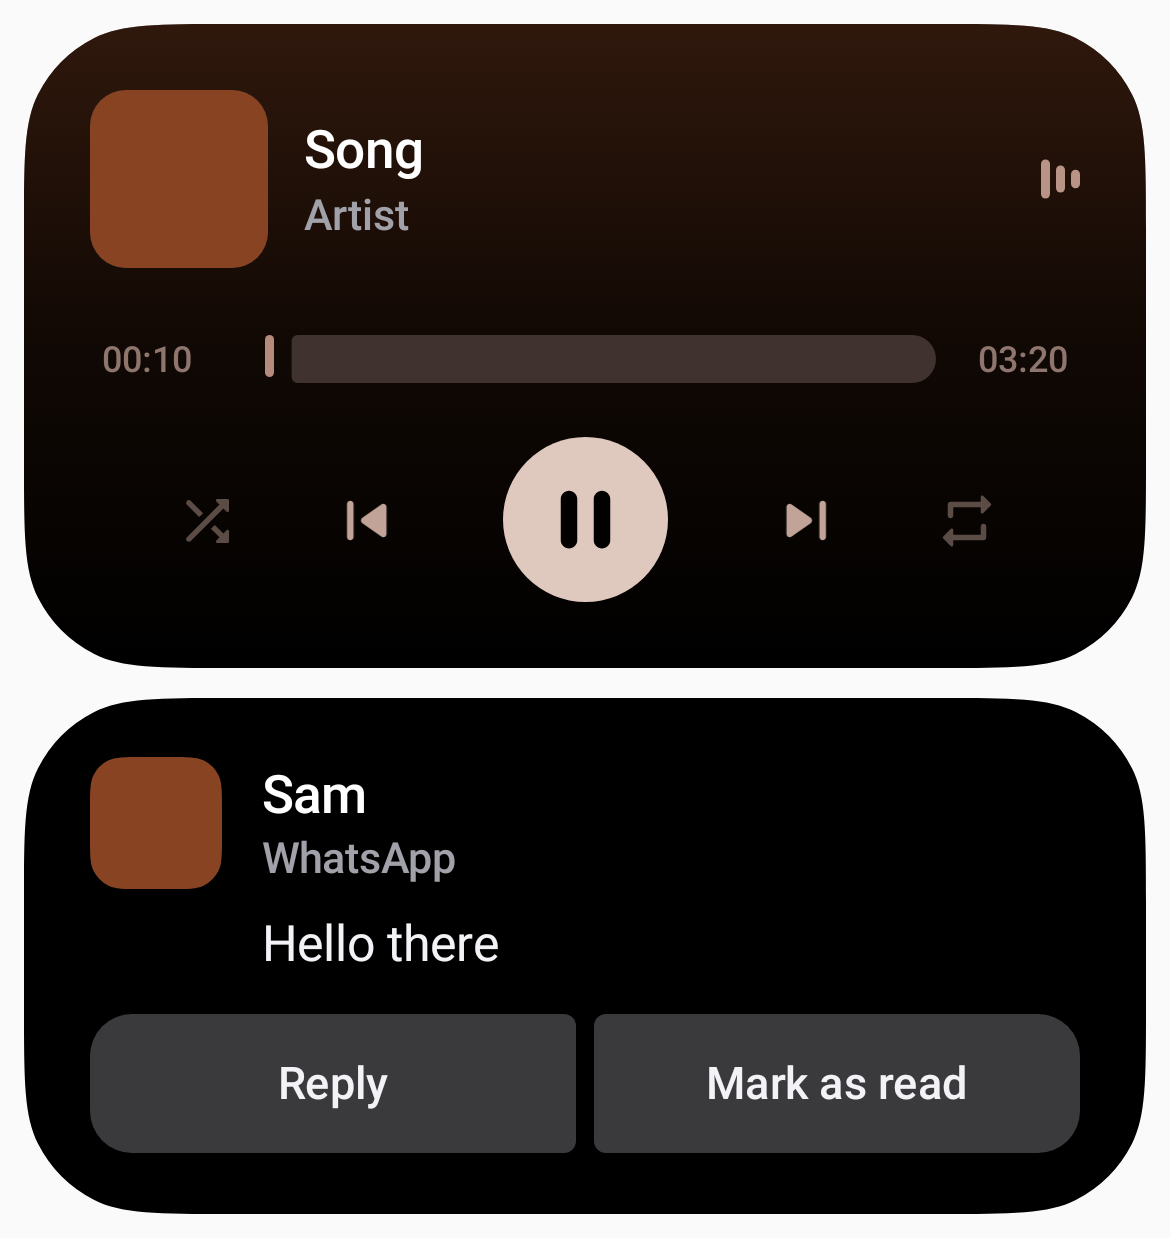 Song
Artist
00:10 03:20
Sam
WhatsApp
Hello there
Reply Mark as read